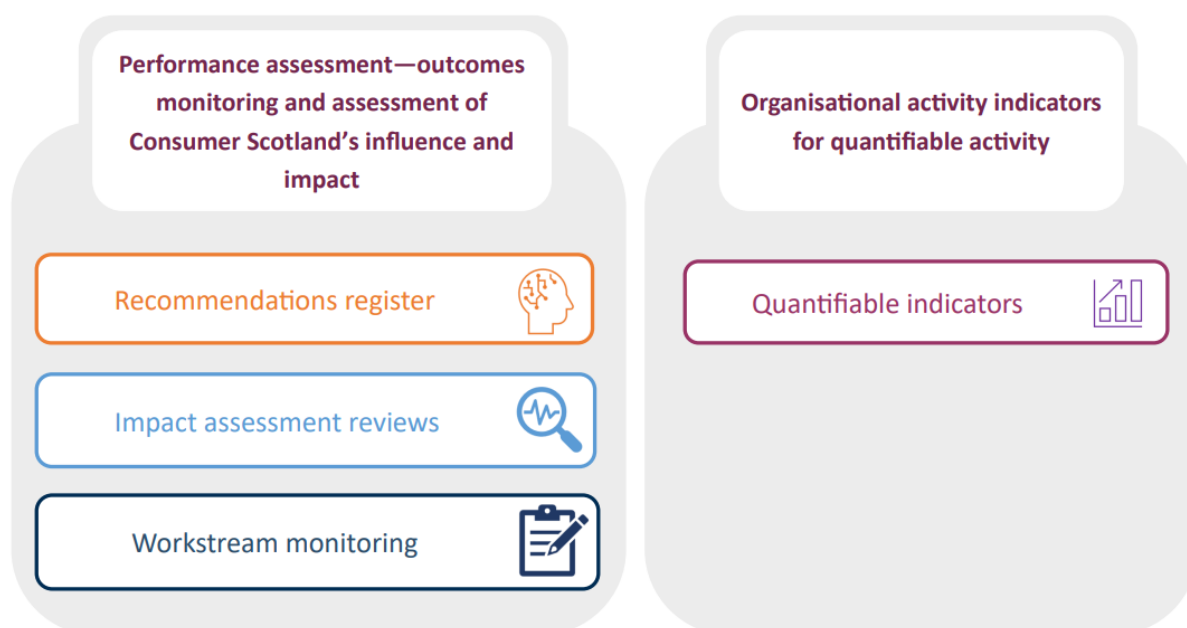 Performance assessment—outcomes
monitoring and assessment of
Consumer Scotland’s influence and
impact
Recommendations register
Impact assessment reviews
Workstream monitoring
Organisational activity indicators
for quantifiable activity
Quantifiable indicators